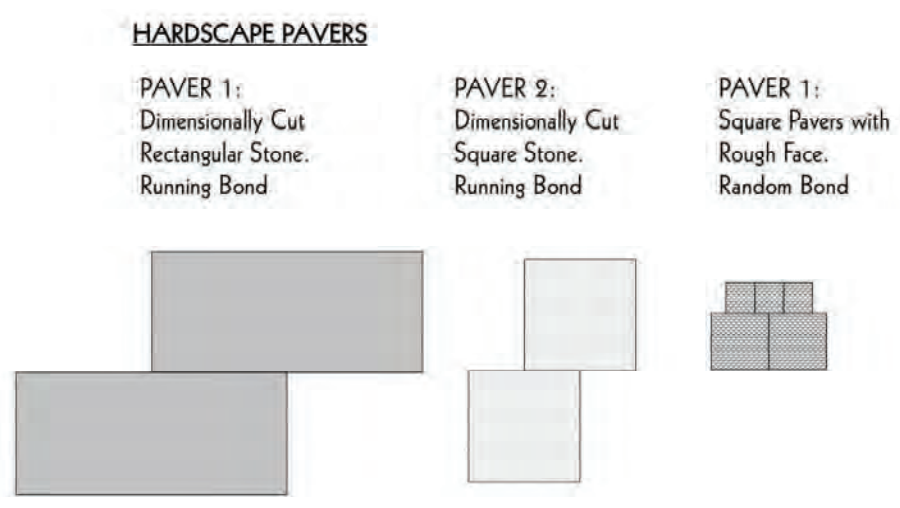 HARDSCAPE PAVERS
PAVER 1:
Dimensionally Cut
Rectangular Stone.
Running Bond
PAVER 2:
Dimensionally Cut
Square Stone.
Running Bond
PAVER 1:
Square Pavers with
Rough Face.
Random Bond